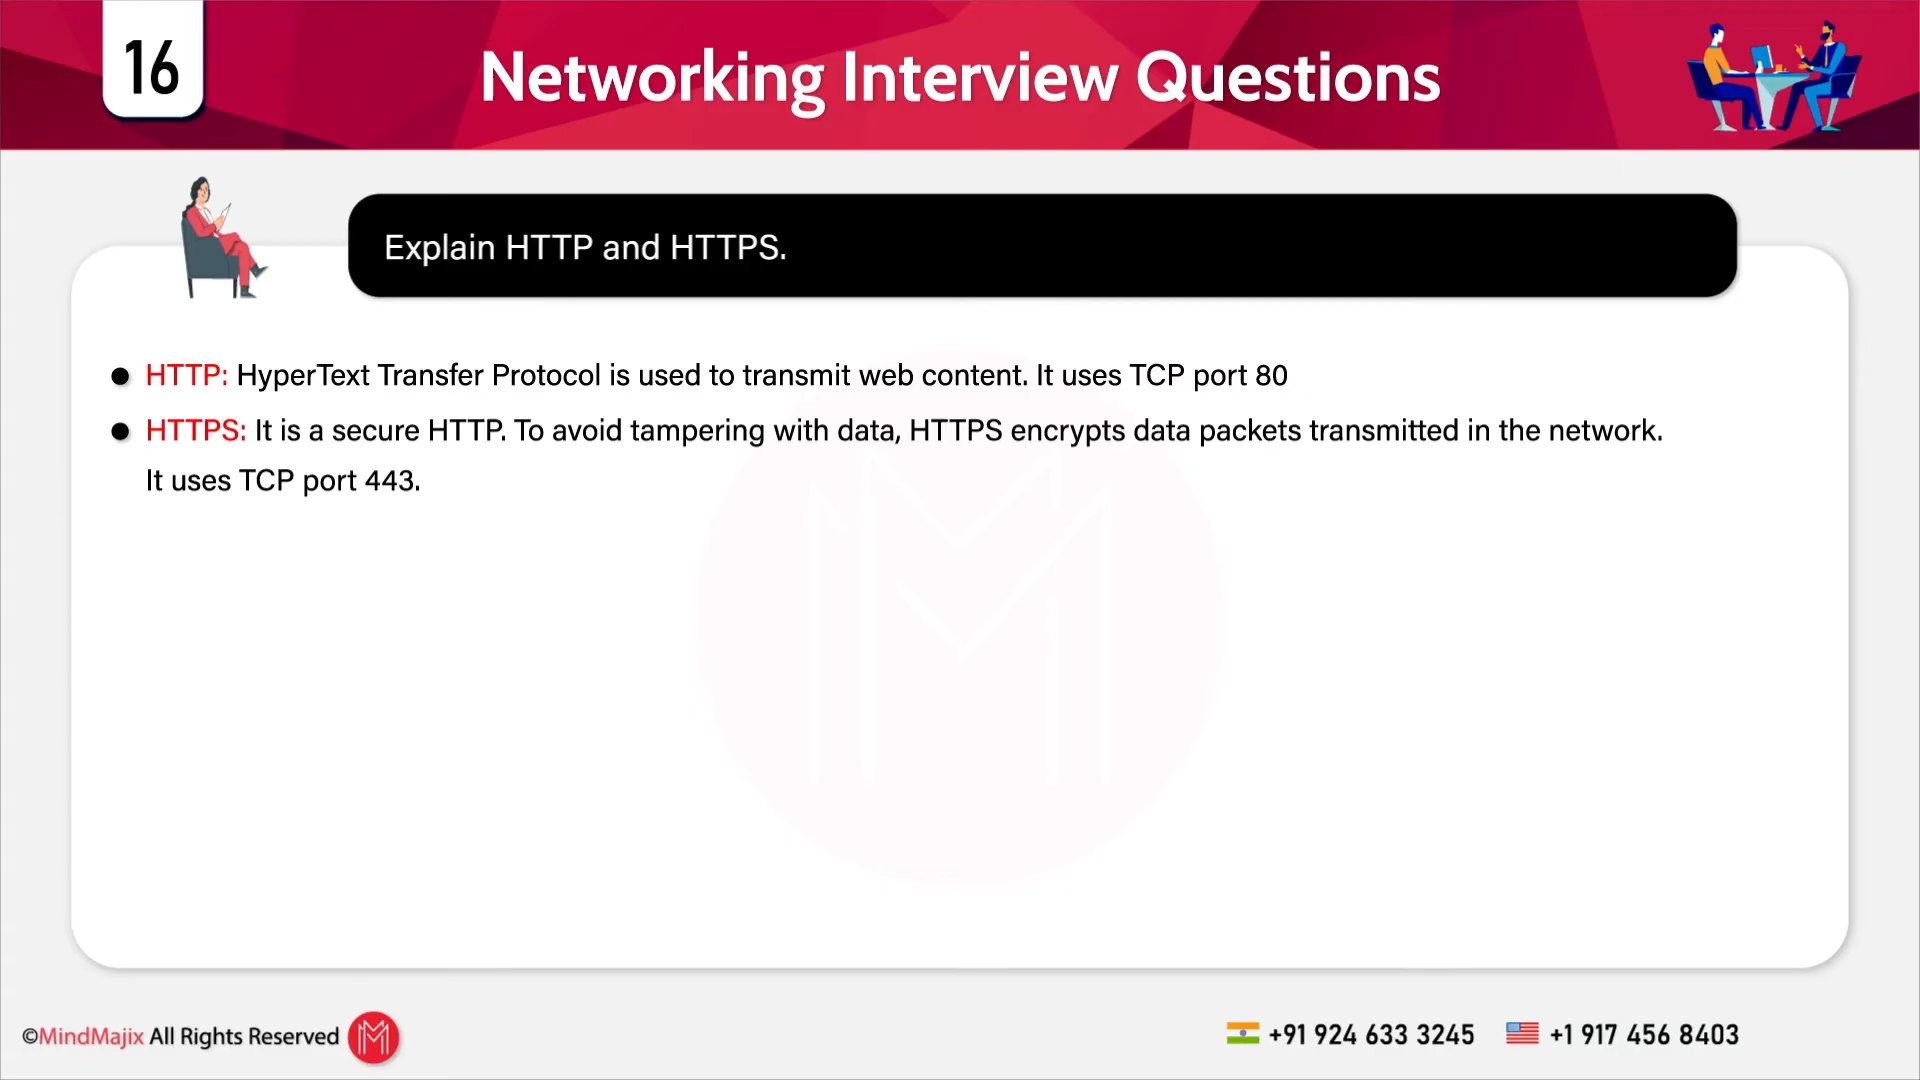 16
Networking Interview Questions
Explain HTTP and HTTPS.
● HTTP: HyperText Transfer Protocol is used to transmit web content. It uses TCP port 80
● HTTPS: It is a secure HTTP. To avoid tampering with data, HTTPS encrypts data packets transmitted in the network.
It uses TCP port 443.
©MindMajix All Rights Reserved
+91 924 633 3245 +1 917 456 8403